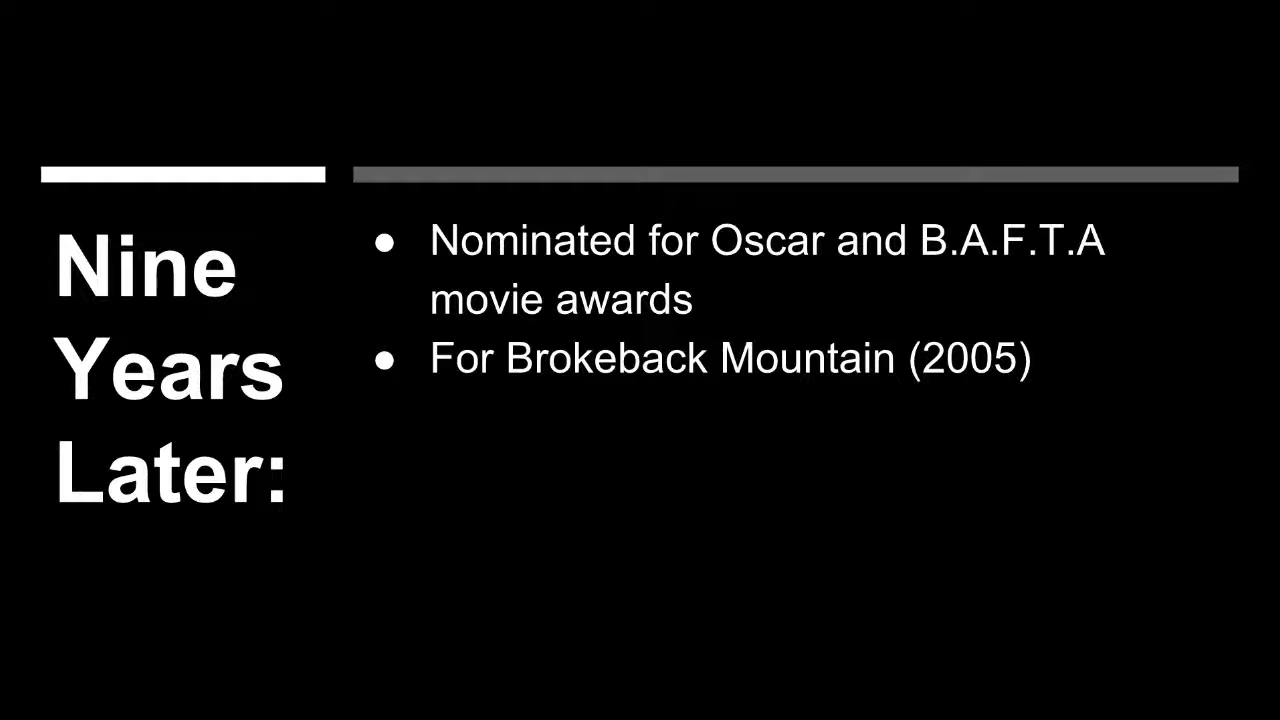 Nine
Years
Later:
● Nominated for Oscar and B.A.F.T.A
movie awards
● For Brokeback Mountain (2005)